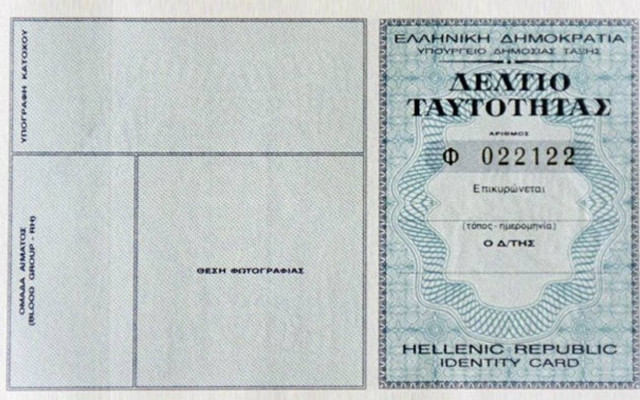 ΥΠΟΓΡΑΦΗ ΚΑΤΟΧΟΥ
ΟΜΑΔΑ ΑΙΜΑΤΟΣ
(BLOOD GROUP - RH)
ΘΕΣΗ ΦΩΤΟΓΡΑΦΙΑΣ
ΕΛΛΗΝΙΚΗ ΔΗΜΟΚΡΑΤΙΑ
ΥΠΟΥΡΓΕΙΟ ΔΗΜΟΣΙΑΣ ΤΑΞΗΣ
ΔΕΛΤΙΟ
ΤΑΥΤΟΤΗΤΑΣ
ΑΡΙΘΜΟΣ
Φ 022122
Επικυρώνεται
(τόπος - ημερομηνία)
Ο Δ/ΤΗΣ
HELLENIC REPUBLIC
IDENTITY CARD